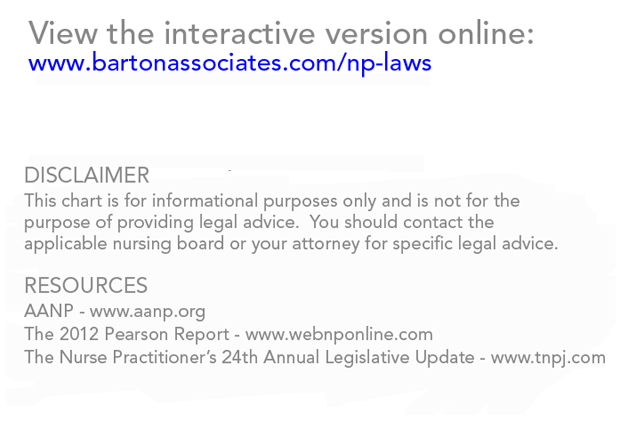 View the interactive version online:
www.bartonassociates.com/np-laws
DISCLAIMER
This chart is for informational purposes only and is not for the
purpose of providing legal advice.  You should contact the
applicable nursing board or your attorney for specific legal advice.
RESOURCES
AANP - www.aanp.org
The 2012 Pearson Report - www.webnponline.com
The Nurse Practitioner’s 24th Annual Legislative Update - www.tnpj.com